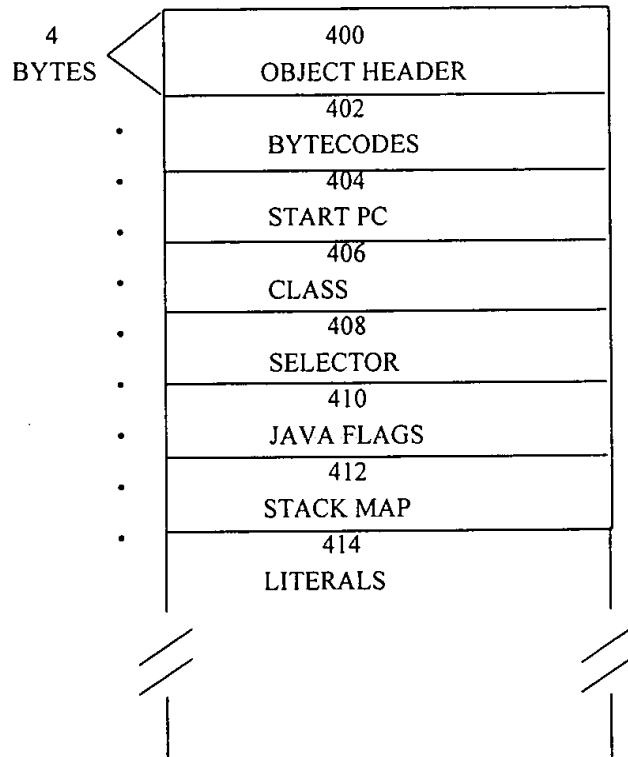 4
BYTES
400
OBJECT HEADER
402
BYTECODES
404
START PC
406
CLASS
408
SELECTOR
410
JAVA FLAGS
412
STACK MAP
414
LITERALS